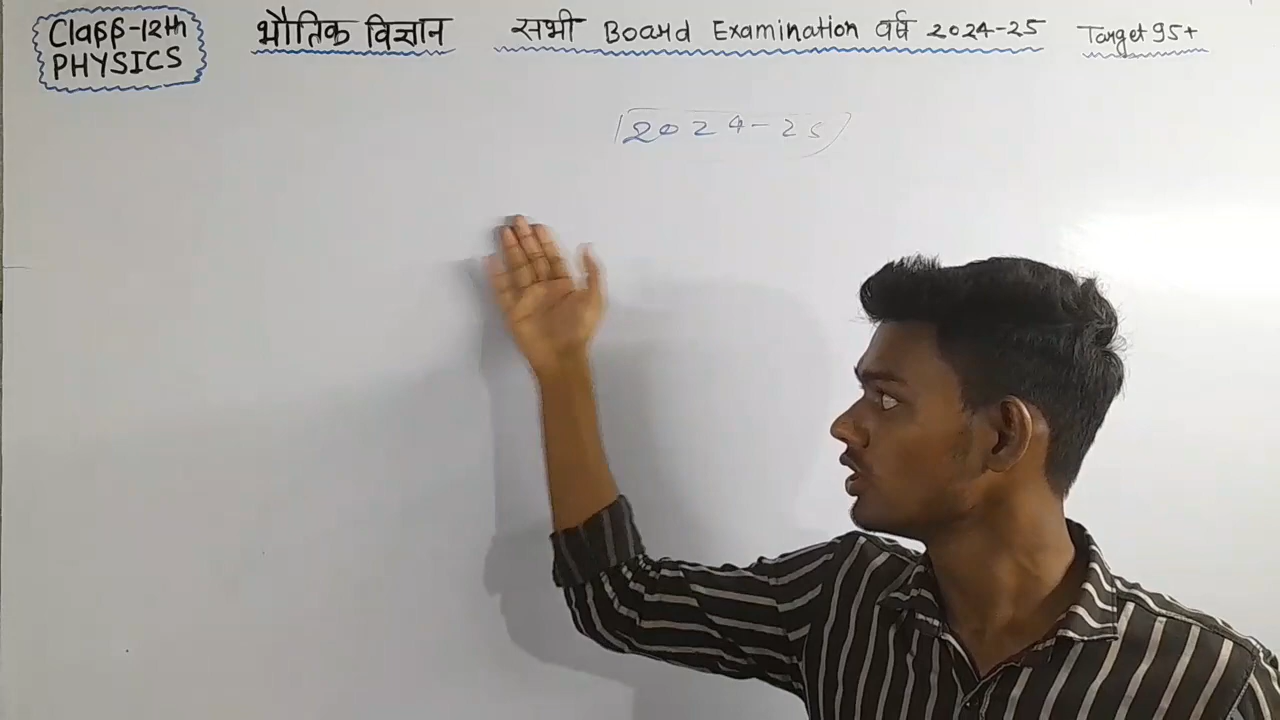 Class-12th
PHYSICS
भौतिक विज्ञान
सभी Board Examination वर्ष 2024-25
Target 95+
2024-25